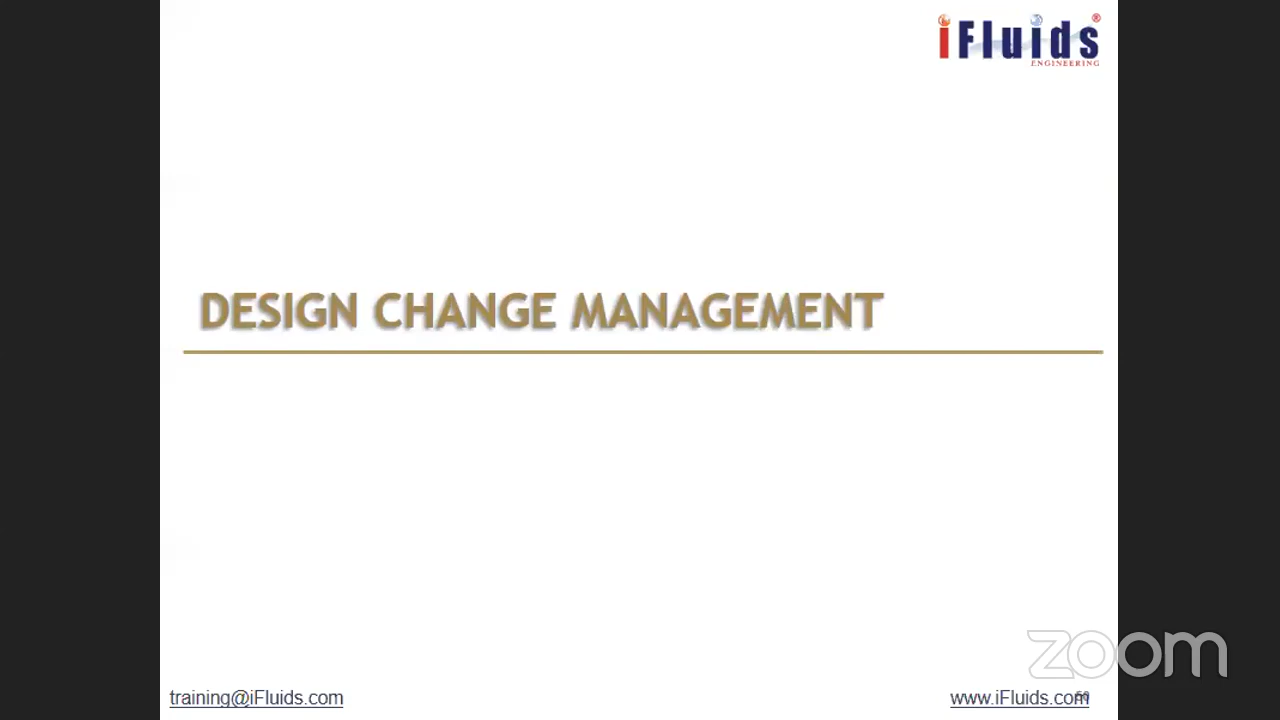 iFluids®
ENGINEERING
DESIGN CHANGE MANAGEMENT
zoom
training@iFluids.com
www.iFluids.com